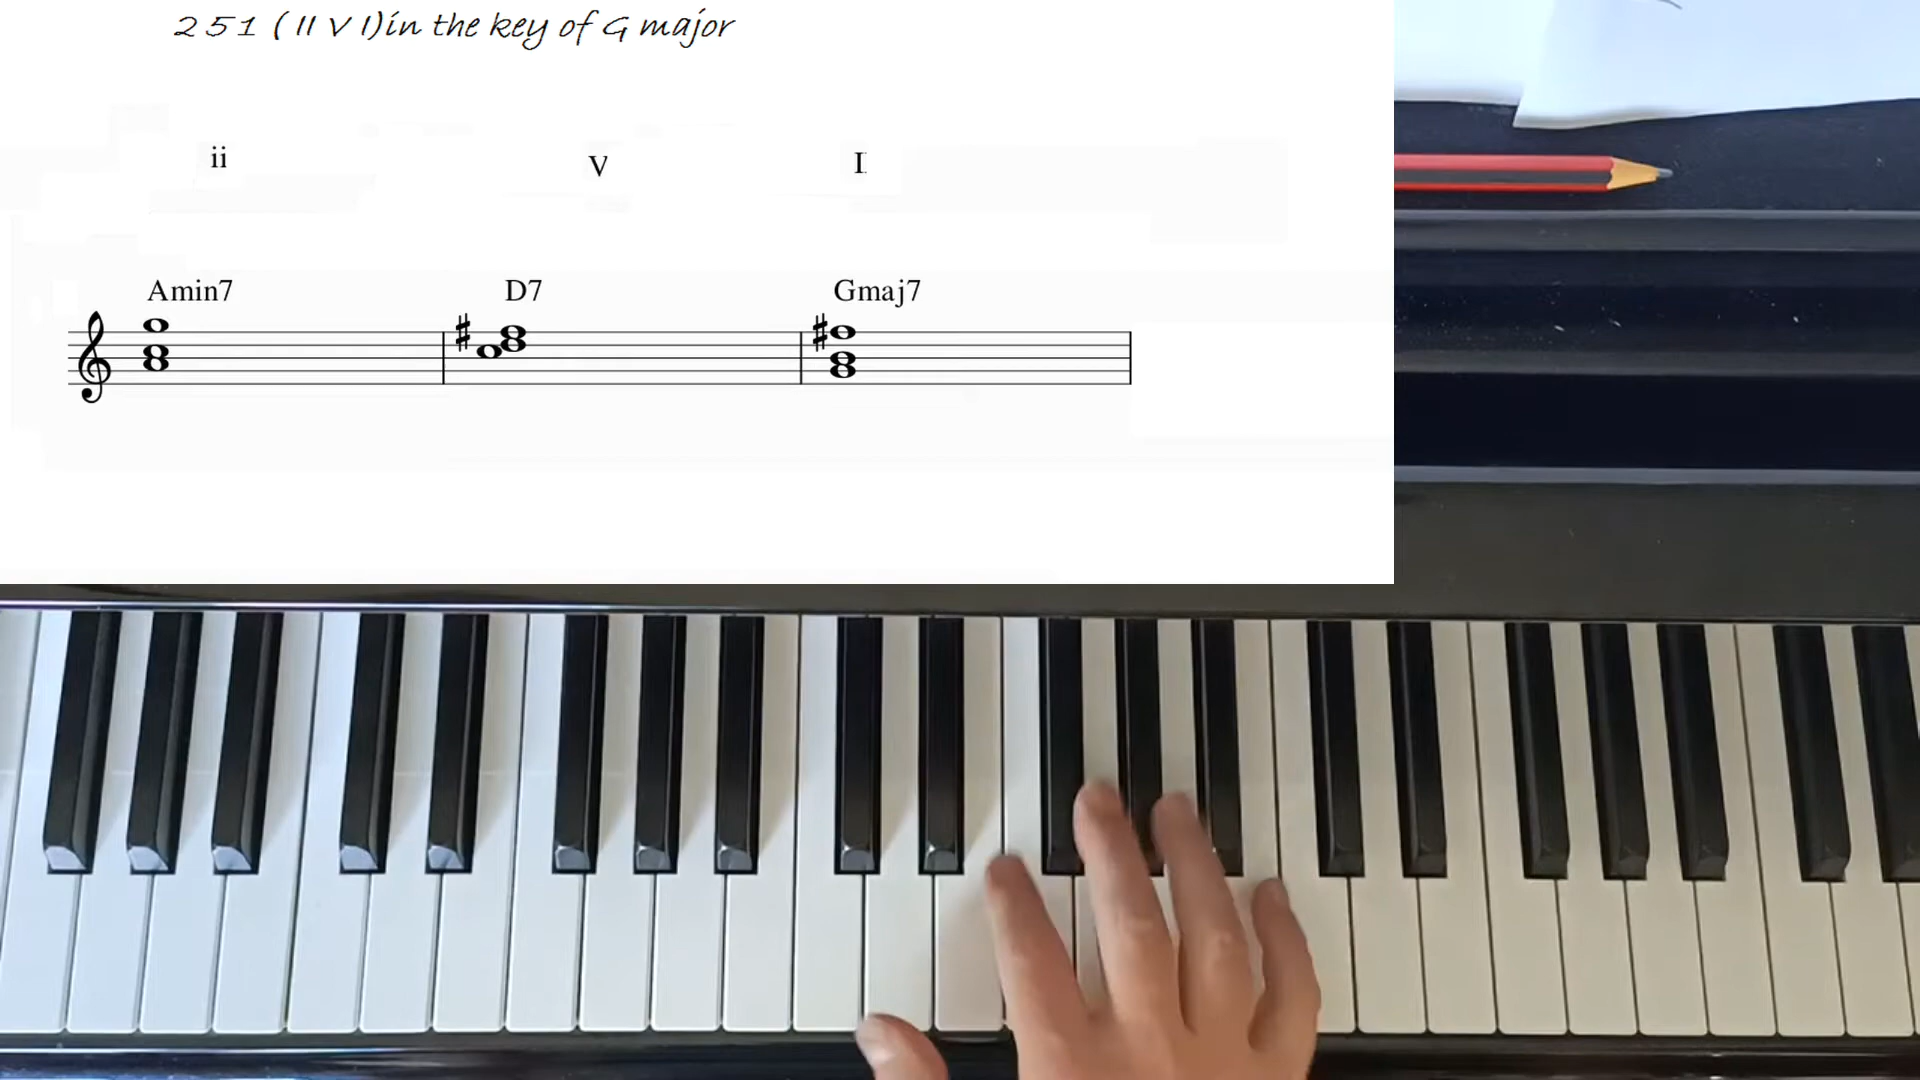 2 5 1 ( II V I)in the key of G major
ii V I
Amin7 D7 Gmaj7